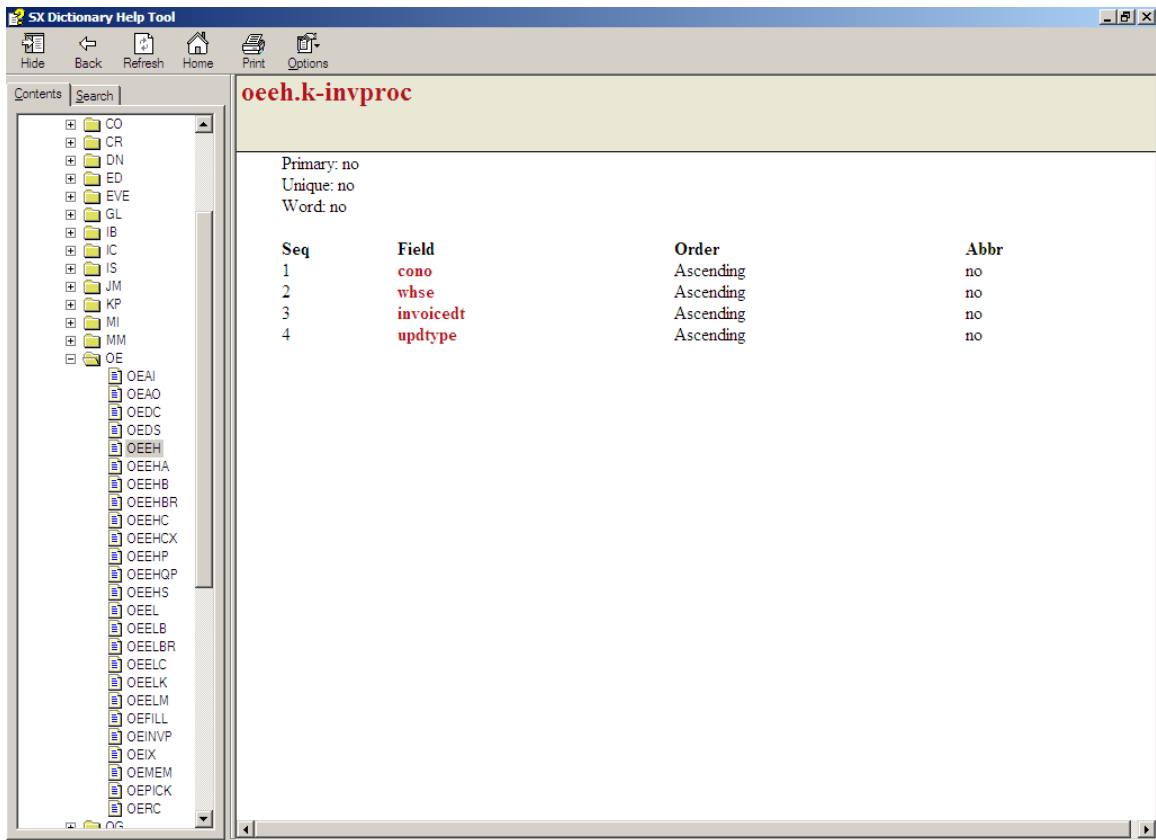 SX Dictionary Help Tool
Hide Back Refresh Home Print Options
Contents Search
CO
CR
DN
ED
EVE
GL
IB
IC
IS
JM
KP
MI
MM
OE
OEAI
OEAO
OEDC
OEDS
OEEH
OEEHA
OEEHB
OEEHBR
OEEHC
OEEHCX
OEEHP
OEEHQP
OEEHS
OEEL
OEELB
OEELBR
OEELC
OEELK
OEELM
OEFILL
OEINVP
OEIX
OEMEM
OEPICK
OERC
oeeh.k-invproc
Primary: no
Unique: no
Word: no
Seq Field Order Abbr
1 cono Ascending no
2 whse Ascending no
3 invoicedt Ascending no
4 updtype Ascending no